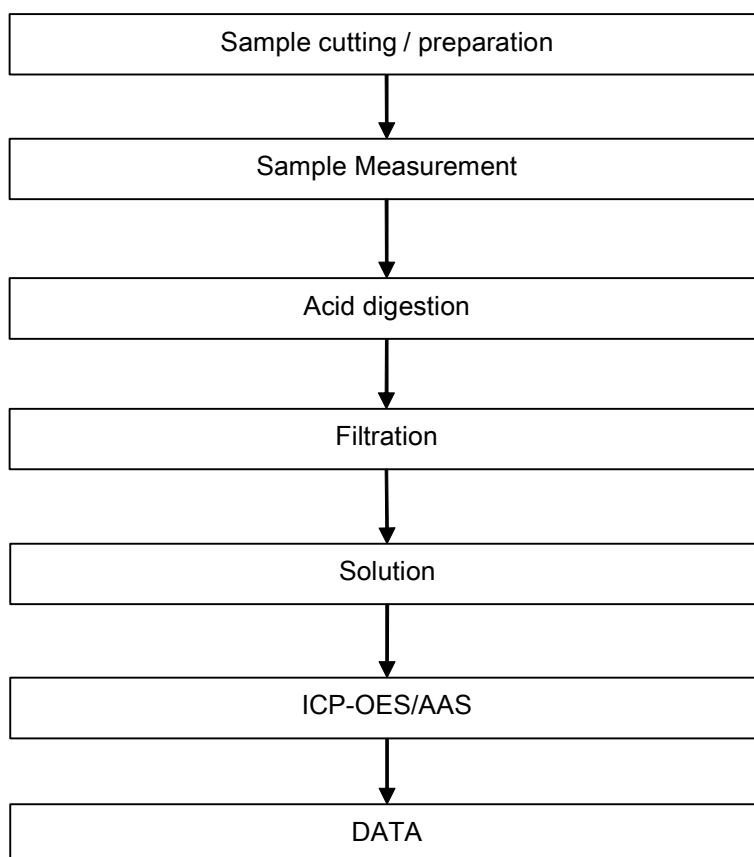 Sample cutting / preparation
Sample Measurement
Acid digestion
Filtration
Solution
ICP-OES/AAS
DATA